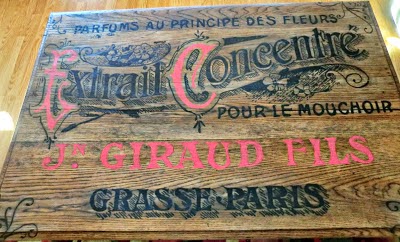 PARFUMS AU PRINCIPE DES FLEURS
Extrait Concentré
POUR LE MOUCHOIR
JN. GIRAUD FILS
GRASSE-PARIS